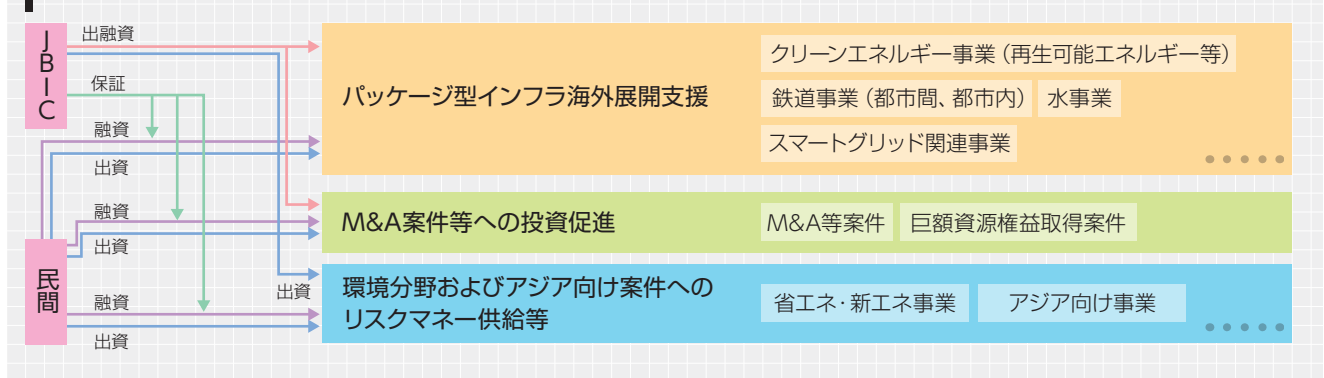 JBIC
出融資
保証
融資
出資
パッケージ型インフラ海外展開支援
クリーンエネルギー事業（再生可能エネルギー等）
鉄道事業（都市間、都市内） 水事業
スマートグリッド関連事業
●●●●●
融資
出資
M&A案件等への投資促進
M&A等案件 巨額資源権益取得案件
民間
出資
融資
出資
環境分野およびアジア向け案件への
リスクマネー供給等
省エネ・新エネ事業 アジア向け事業
●●●●●